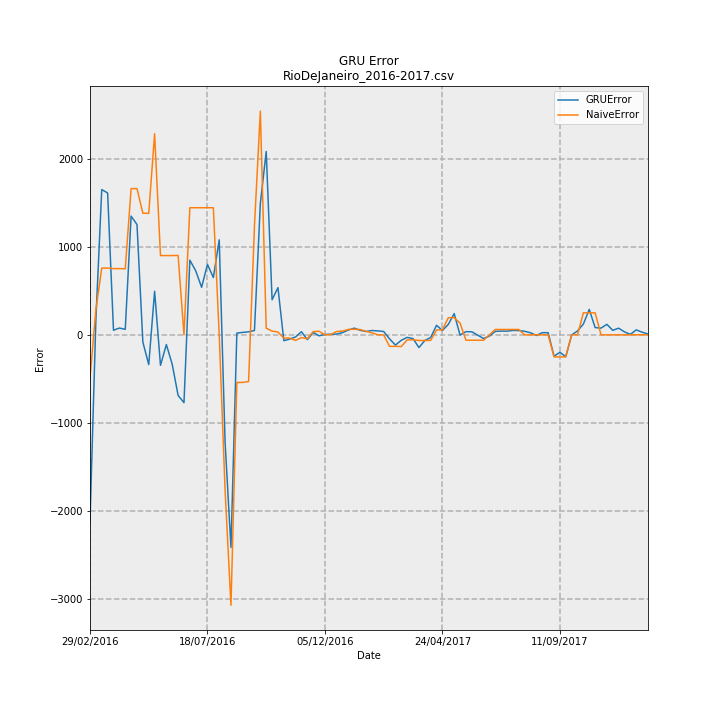 GRU Error
RioDeJaneiro_2016-2017.csv
GRUError
NaiveError
2000
1000
0
−1000
−2000
−3000
Error
29/02/2016
18/07/2016
05/12/2016
24/04/2017
11/09/2017
Date